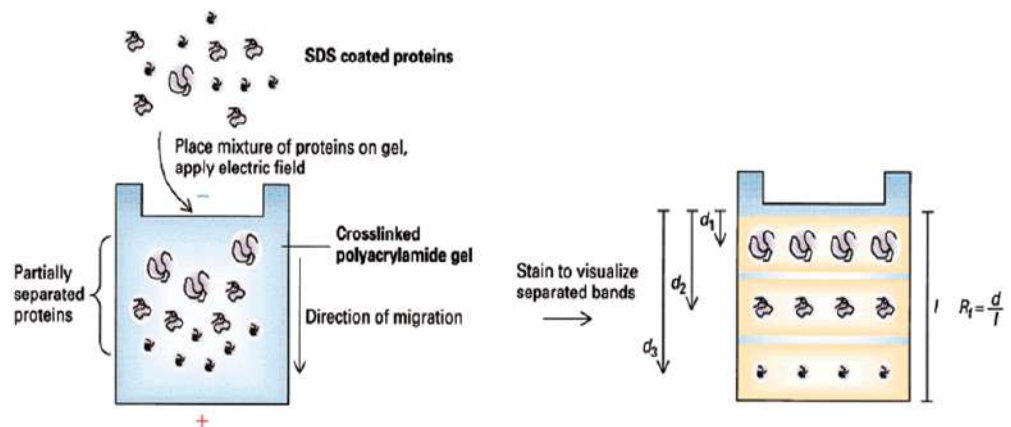 SDS coated proteins
Place mixture of proteins on gel,
apply electric field
−
Crosslinked
polyacrylamide gel
Partially
separated
proteins
Direction of migration
+
Stain to visualize
separated bands
d₁
d₂
d₃
l
Rf = d/l